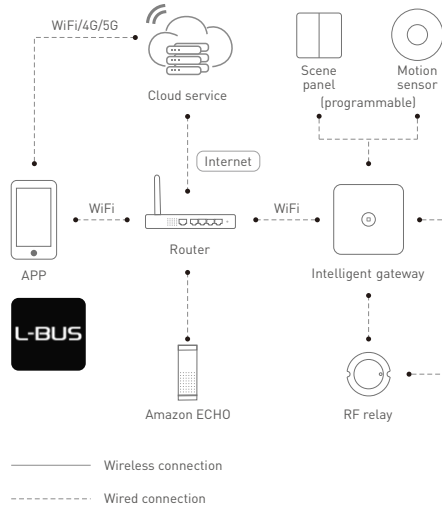 WiFi/4G/5G
Cloud service
Scene
panel
Motion
sensor
(programmable)
Internet
WiFi
WiFi
APP
Router
Intelligent gateway
L-BUS
Amazon ECHO
RF relay
Wireless connection
Wired connection